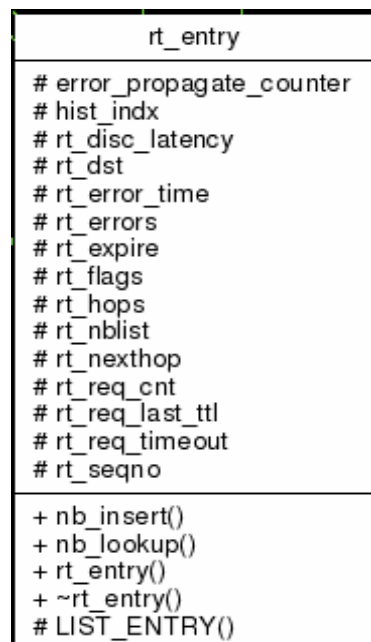 rt_entry
# error_propagate_counter
# hist_indx
# rt_disc_latency
# rt_dst
# rt_error_time
# rt_errors
# rt_expire
# rt_flags
# rt_hops
# rt_nblist
# rt_nexthop
# rt_req_cnt
# rt_req_last_ttl
# rt_req_timeout
# rt_seqno
+ nb_insert()
+ nb_lookup()
+ rt_entry()
+ ~rt_entry()
# LIST_ENTRY()